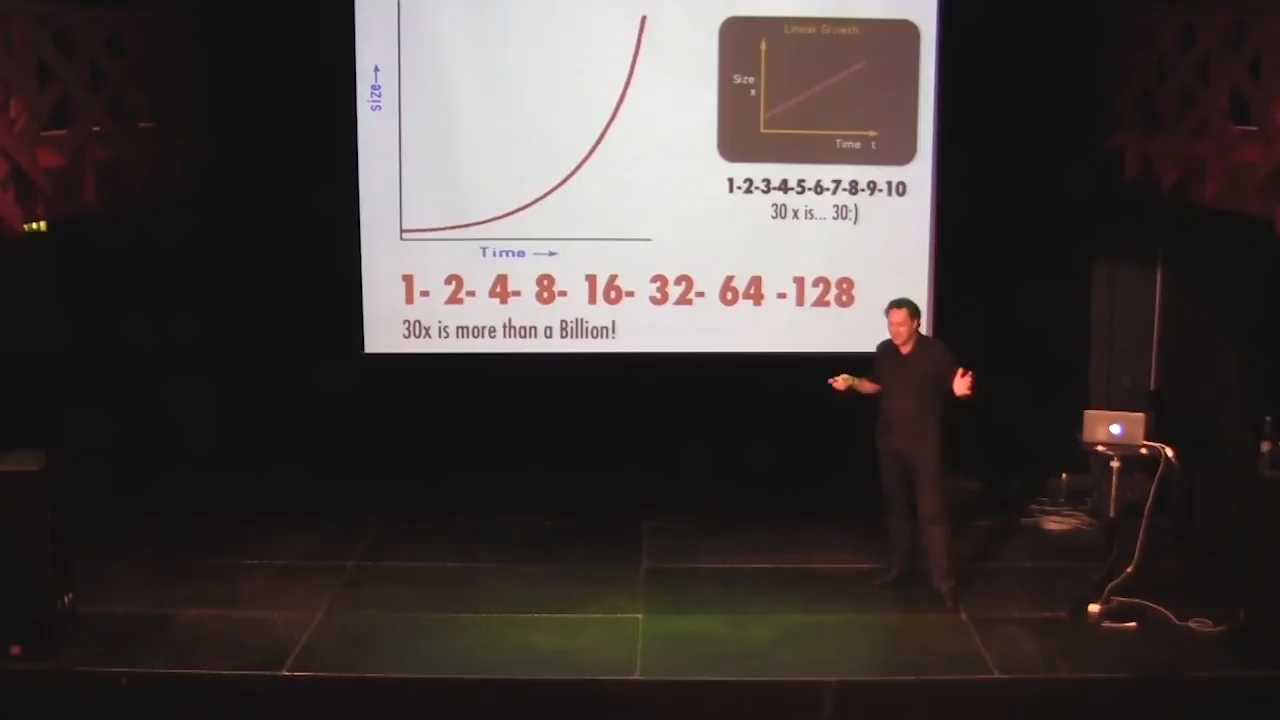 size
Time
1- 2- 4- 8- 16- 32- 64 -128
30x is more than a Billion!
Linear Growth
Size
x
Time t
1-2-3-4-5-6-7-8-9-10
30 x is... 30:)